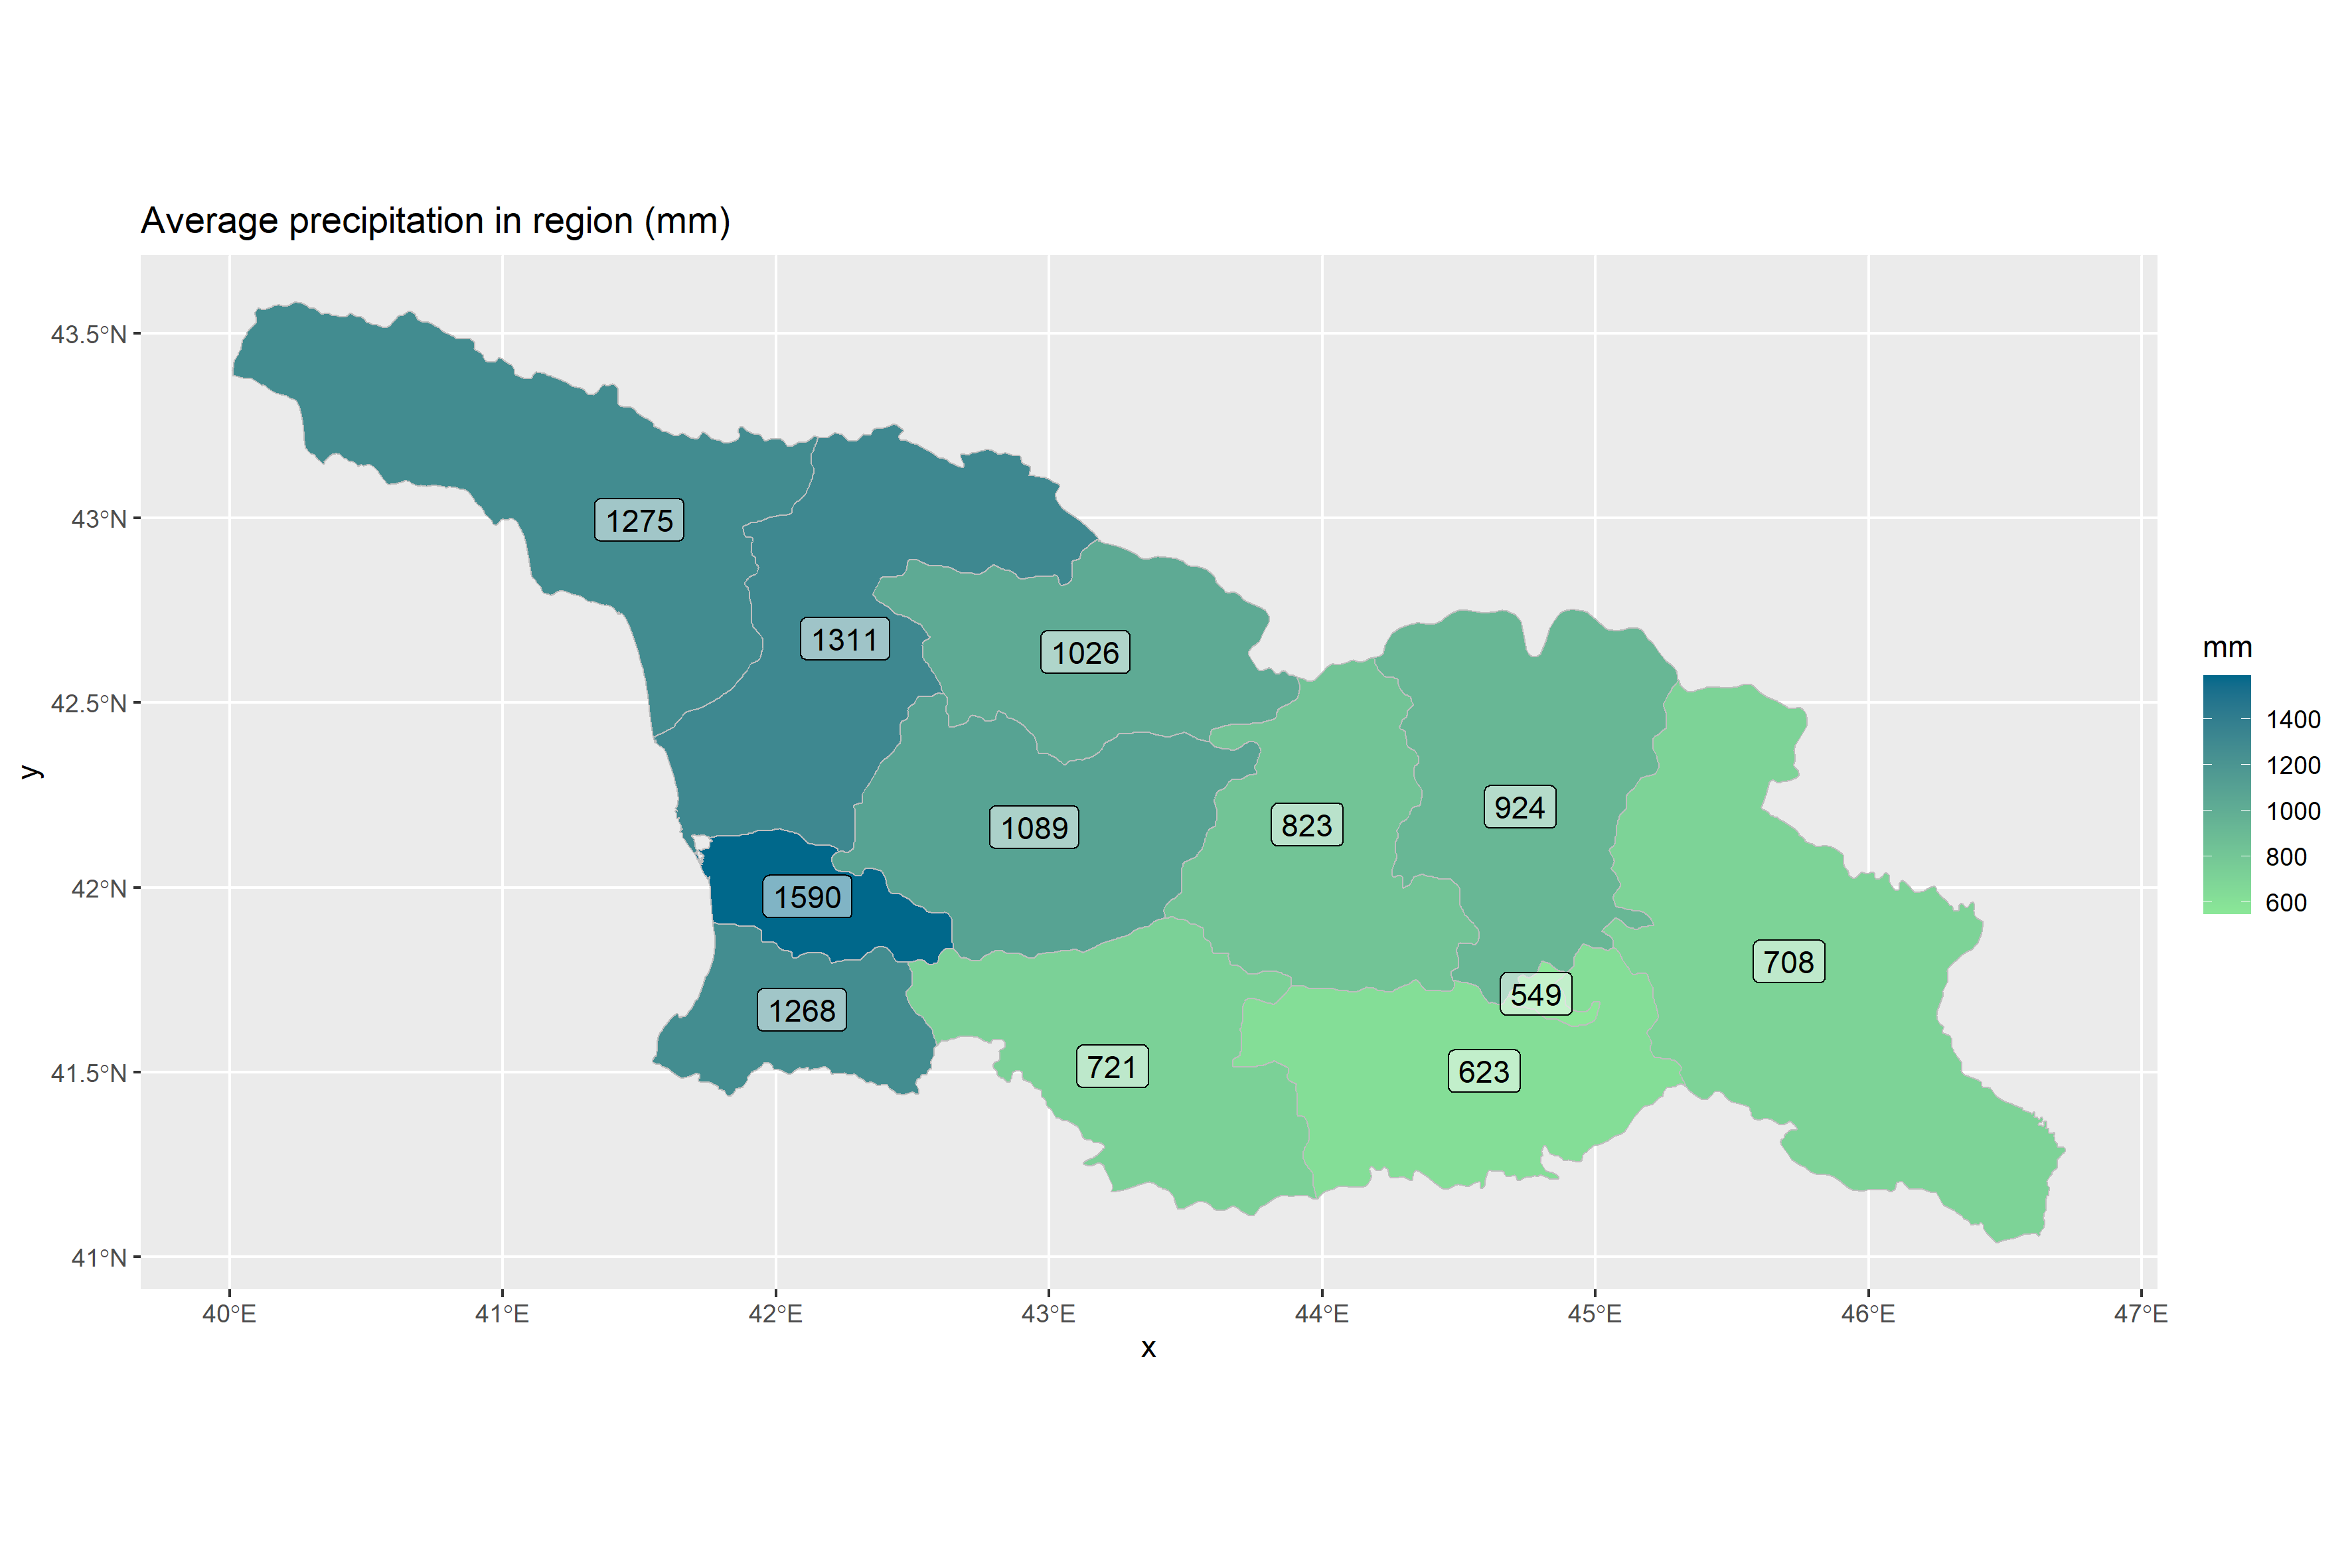 Average precipitation in region (mm)
43.5°N
43°N
42.5°N
42°N
41.5°N
41°N
y
1275
1311
1026
1089
823
924
1590
708
549
1268
721
623
40°E
41°E
42°E
43°E
44°E
45°E
46°E
47°E
x
mm
1400
1200
1000
800
600